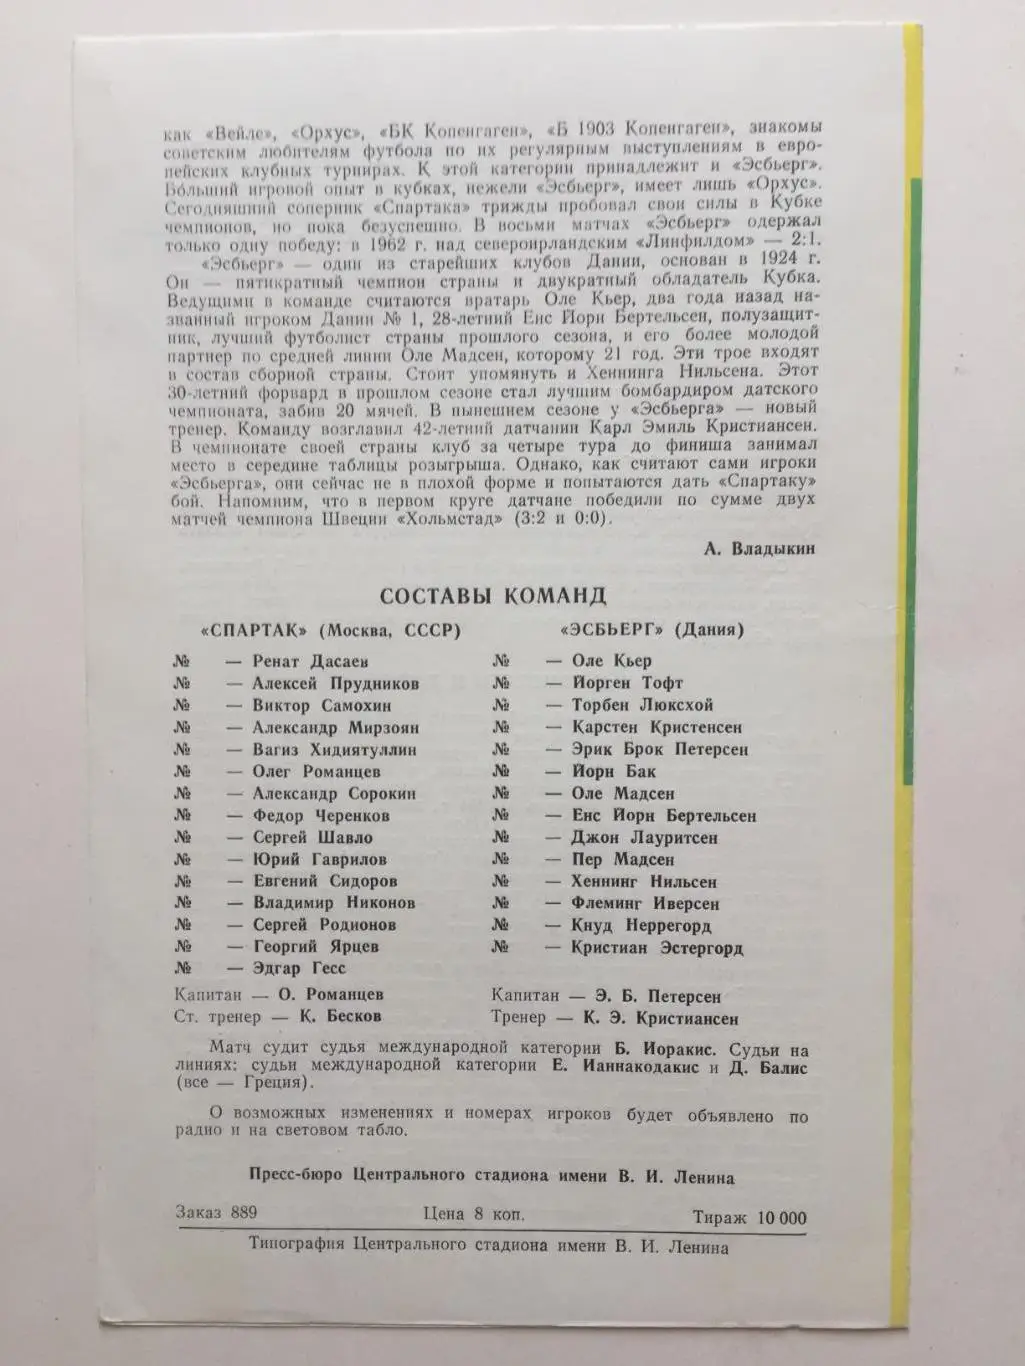 как «Вейле», «Орхус», «БК Копенгаген», «Б 1903 Копенгаген», знакомы
советским любителям футбола по их регулярным выступлениям в евро-
пейских клубных турнирах. К этой категории принадлежит и «Эсбьерг».
Больший игровой опыт в кубках, нежели «Эсбьерг», имеет лишь «Орхус».
Сегодняшний соперник «Спартака» трижды пробовал свои силы в Кубке
чемпионов, но пока безуспешно. В восьми матчах «Эсбьерг» одержал
только одну победу: в 1962 г. над североирландским «Линфилдом» — 2:1.
«Эсбьерг» — один из старейших клубов Дании, основан в 1924 г.
Он — пятикратный чемпион страны и двукратный обладатель Кубка.
Ведущими в команде считаются вратарь Оле Кьер, два года назад на-
званный игроком Дании № 1, 28-летний Енс Йорн Бертельсен, полузащит-
ник, лучший футболист страны прошлого сезона, и его более молодой
партнер по средней линии Оле Мадсен, которому 21 год. Эти трое входят
в состав сборной страны. Стоит упомянуть и Хеннинга Нильсена. Этот
30-летний форвард в прошлом сезоне стал лучшим бомбардиром датского
чемпионата, забив 20 мячей. В нынешнем сезоне у «Эсбьерга» — новый
тренер. Команду возглавил 42-летний датчанин Карл Эмиль Кристиансен.
В чемпионате своей страны клуб за четыре тура до финиша занимал
место в середине таблицы розыгрыша. Однако, как считают сами игроки
«Эсбьерга», они сейчас не в плохой форме и попытаются дать «Спартаку»
бой. Напомним, что в первом круге датчане победили по сумме двух
матчей чемпиона Швеции «Хольмстад» (3:2 и 0:0).
А. Владыкин
СОСТАВЫ КОМАНД
«СПАРТАК» (Москва, СССР)
№ — Ренат Дасаев
№ — Алексей Прудников
№ — Виктор Самохин
№ — Александр Мирзоян
№ — Вагиз Хидиятуллин
№ — Олег Романцев
№ — Александр Сорокин
№ — Федор Черенков
№ — Сергей Шавло
№ — Юрий Гаврилов
№ — Евгений Сидоров
№ — Владимир Никонов
№ — Сергей Родионов
№ — Георгий Ярцев
№ — Эдгар Гесс
Капитан — О. Романцев
Ст. тренер — К. Бесков
«ЭСБЬЕРГ» (Дания)
№ — Оле Кьер
№ — Йорген Тофт
№ — Торбен Люксхой
№ — Карстен Кристенсен
№ — Эрик Брок Петерсен
№ — Йорн Бак
№ — Оле Мадсен
№ — Енс Йорн Бертельсен
№ — Джон Лауритсен
№ — Пер Мадсен
№ — Хеннинг Нильсен
№ — Флеминг Иверсен
№ — Кнуд Неррегорд
№ — Кристиан Эстергорд
Капитан — Э. Б. Петерсен
Тренер — К. Э. Кристиансен
Матч судит судья международной категории Б. Иоракис. Судьи на
линиях: судьи международной категории Е. Ианнакодакис и Д. Балис
(все — Греция).
О возможных изменениях и номерах игроков будет объявлено по
радио и на световом табло.
Пресс-бюро Центрального стадиона имени В. И. Ленина
Заказ 889 Цена 8 коп. Тираж 10 000
Типография Центрального стадиона имени В. И. Ленина